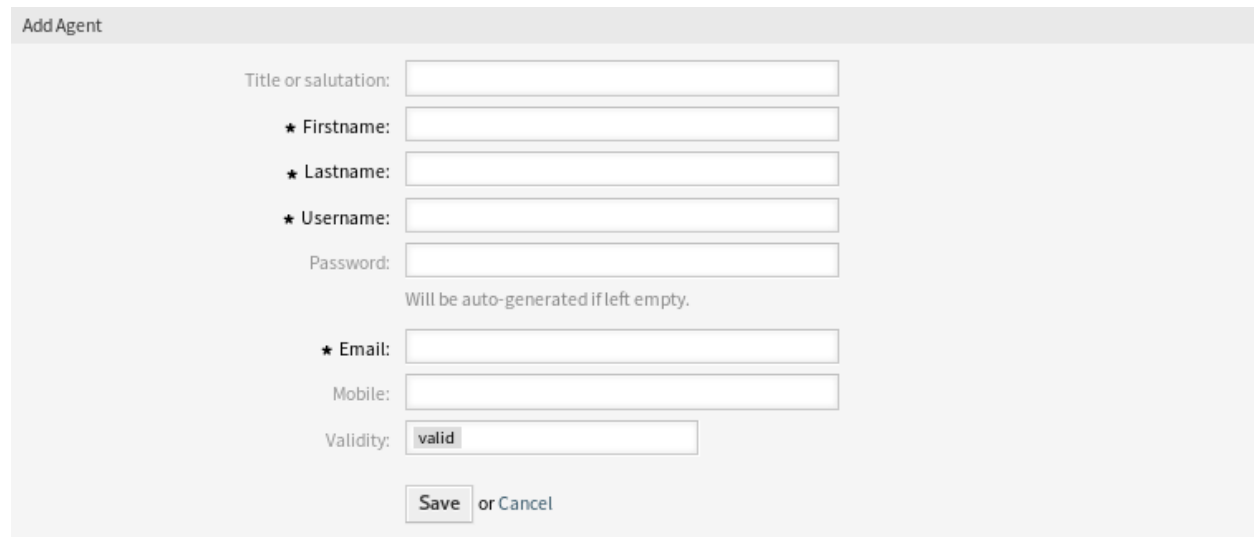 Add Agent
Title or salutation:
★ Firstname:
★ Lastname:
★ Username:
Password:
Will be auto-generated if left empty.
★ Email:
Mobile:
Validity: valid
Save or Cancel